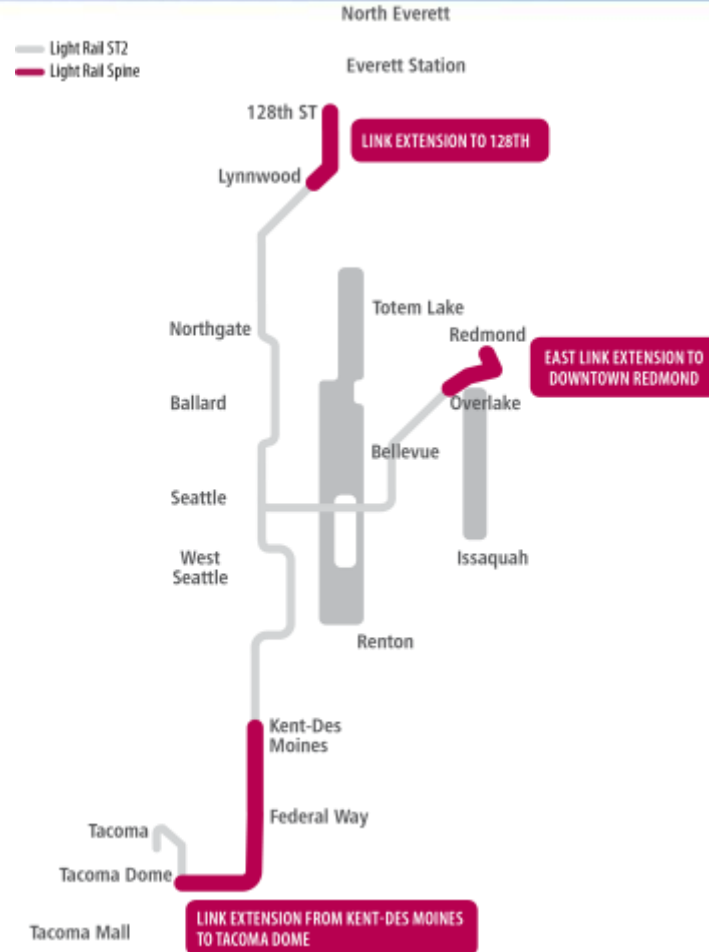 North Everett
Light Rail ST2
Light Rail Spine
Everett Station
128th ST
LINK EXTENSION TO 128TH
Lynnwood
Totem Lake
Northgate
Redmond
EAST LINK EXTENSION TO
DOWNTOWN REDMOND
Ballard
Overlake
Bellevue
Seattle
West
Seattle
Issaquah
Renton
Kent-Des
Moines
Federal Way
Tacoma
Tacoma Dome
LINK EXTENSION FROM KENT-DES MOINES
TO TACOMA DOME
Tacoma Mall